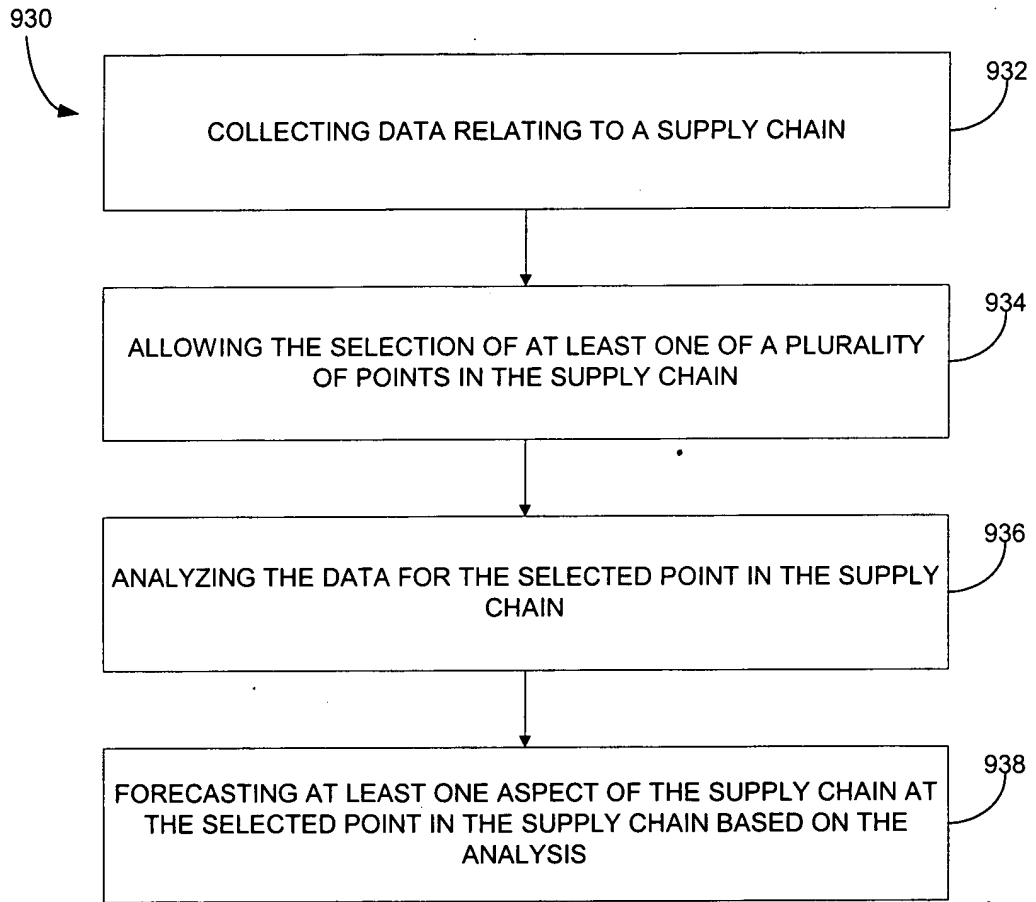 930
932
COLLECTING DATA RELATING TO A SUPPLY CHAIN
934
ALLOWING THE SELECTION OF AT LEAST ONE OF A PLURALITY
OF POINTS IN THE SUPPLY CHAIN
936
ANALYZING THE DATA FOR THE SELECTED POINT IN THE SUPPLY
CHAIN
938
FORECASTING AT LEAST ONE ASPECT OF THE SUPPLY CHAIN AT
THE SELECTED POINT IN THE SUPPLY CHAIN BASED ON THE
ANALYSIS